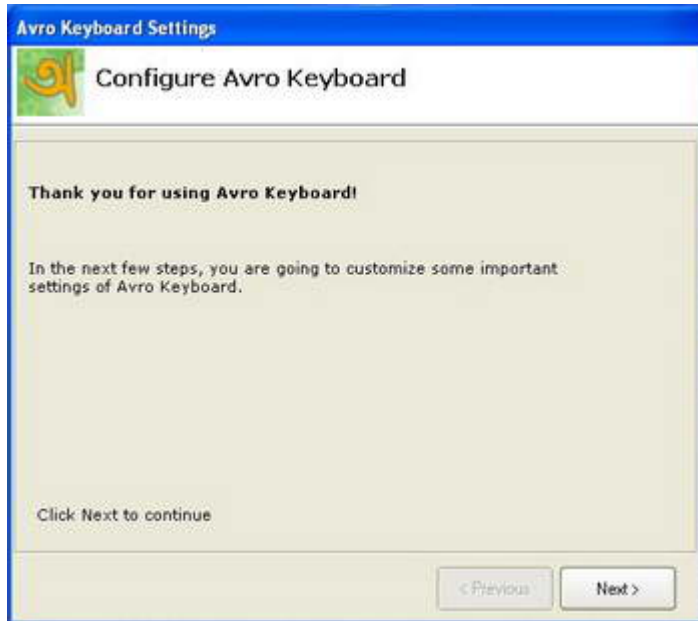 Avro Keyboard Settings
অ
Configure Avro Keyboard
Thank you for using Avro Keyboard!
In the next few steps, you are going to customize some important
settings of Avro Keyboard.
Click Next to continue
< Previous
Next >